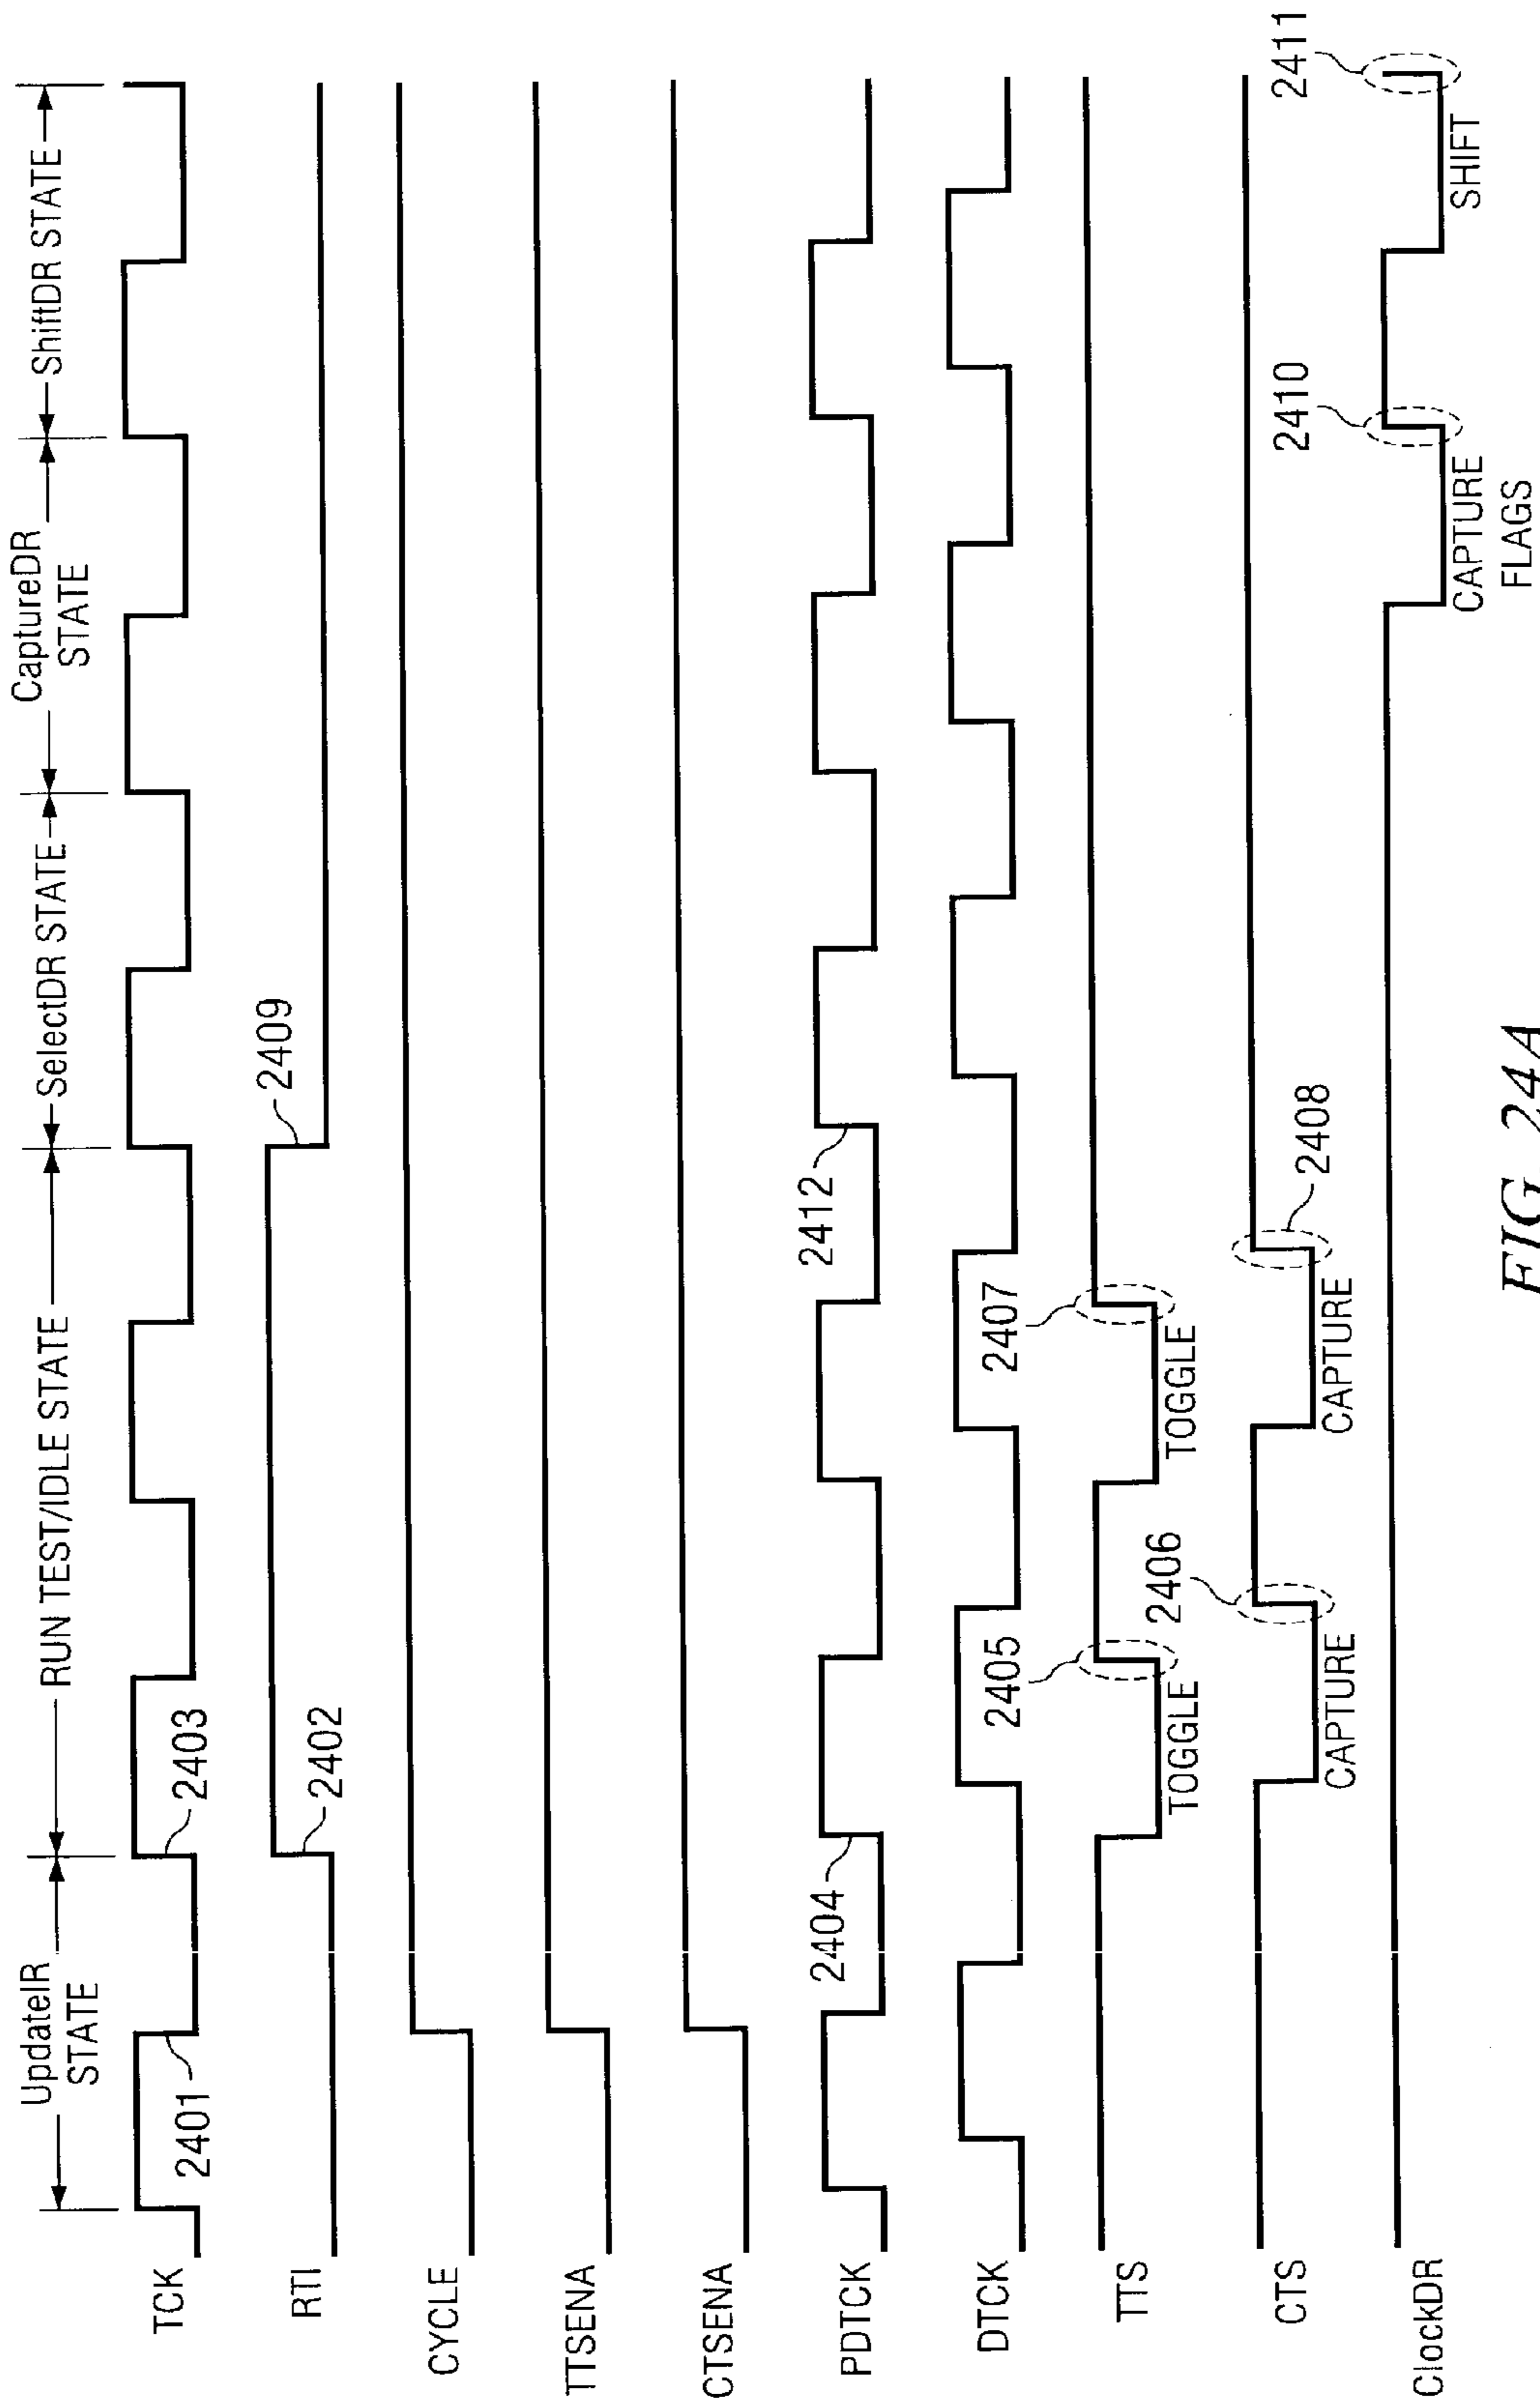 UpdateIR
STATE
RUN TEST/IDLE STATE
SelectDR STATE
CaptureDR
STATE
ShiftDR STATE
TCK
2401
2403
RTI
2402
2409
CYCLE
TTSENA
CTSENA
PDTCK
2404
2412
DTCK
TTS
2405
2407
TOGGLE
TOGGLE
CTS
2406
2408
CAPTURE
CAPTURE
ClockDR
2410
2411
CAPTURE
FLAGS
SHIFT
FIG. 24A